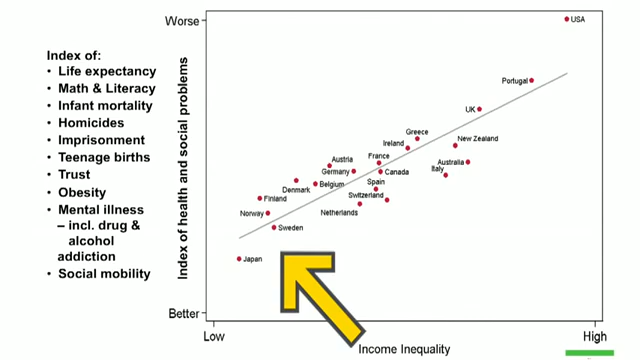 Index of:
• Life expectancy
• Math & Literacy
• Infant mortality
• Homicides
• Imprisonment
• Teenage births
• Trust
• Obesity
• Mental illness
– incl. drug &
alcohol
addiction
• Social mobility
Index of health and social problems
Worse
Better
USA
Portugal
UK
Greece
New Zealand
Ireland
France
Australia
Austria
Italy
Germany
Canada
Belgium
Spain
Denmark
Switzerland
Finland
Netherlands
Norway
Sweden
Japan
Low
High
Income Inequality